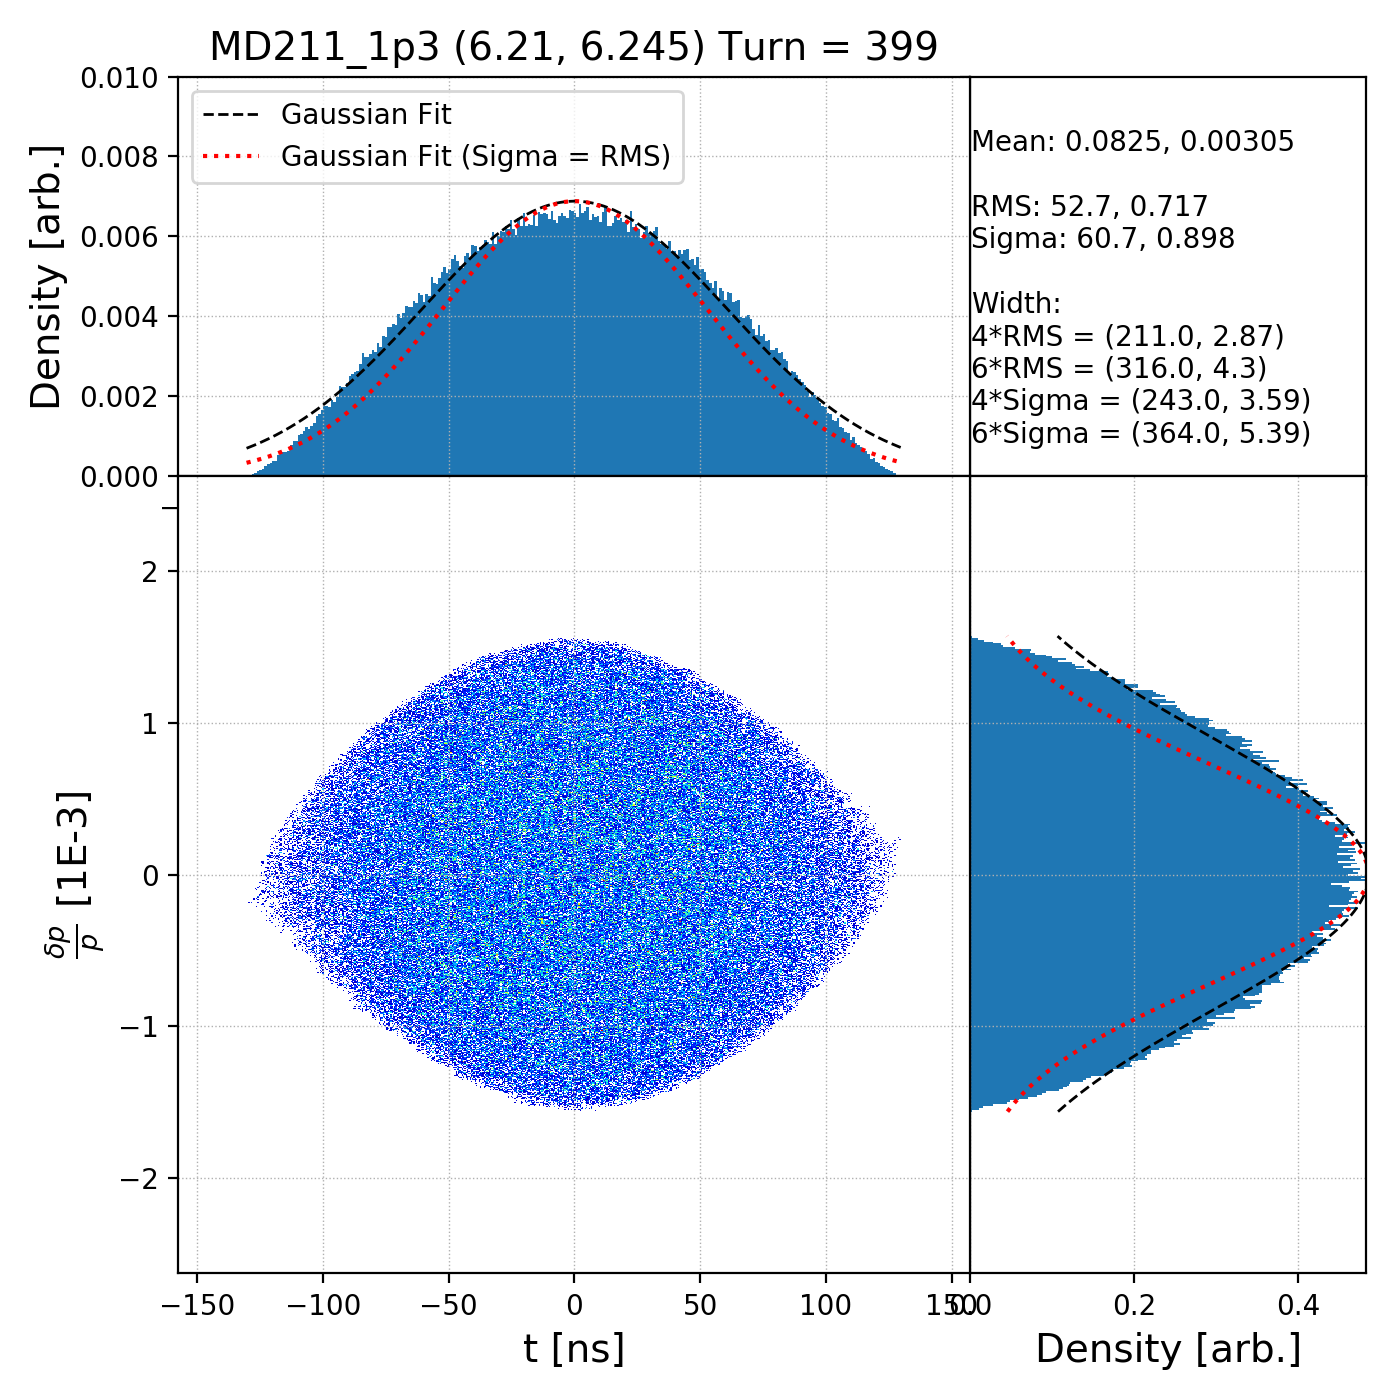 MD211_1p3 (6.21, 6.245) Turn = 399
0.010
0.008
0.006
0.004
0.002
0.000
Density [arb.]
Gaussian Fit
Gaussian Fit (Sigma = RMS)
Mean: 0.0825, 0.00305
RMS: 52.7, 0.717
Sigma: 60.7, 0.898
Width:
4*RMS = (211.0, 2.87)
6*RMS = (316.0, 4.3)
4*Sigma = (243.0, 3.59)
6*Sigma = (364.0, 5.39)
2
1
0
−1
−2
δp/p [1E-3]
−150 −100 −50 0 50 100 150
t [ns]
0.0 0.2 0.4
Density [arb.]